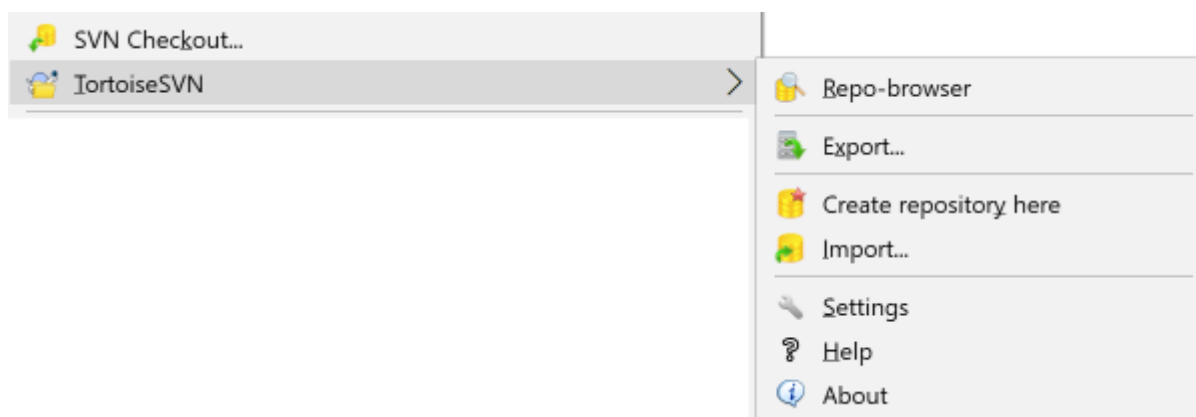 SVN Checkout...
TortoiseSVN
Repo-browser
Export...
Create repository here
Import...
Settings
Help
About